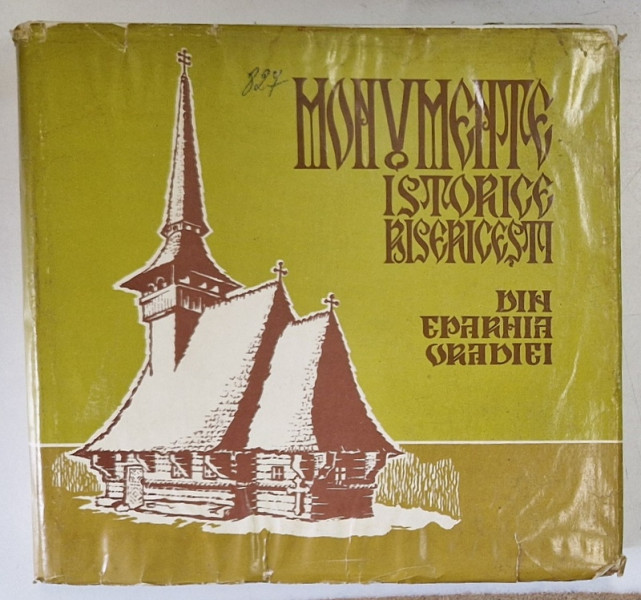 827
MONUMENTE
ISTORICE
BISERICEȘTI
DIN
EPARHIA
ORADIEI